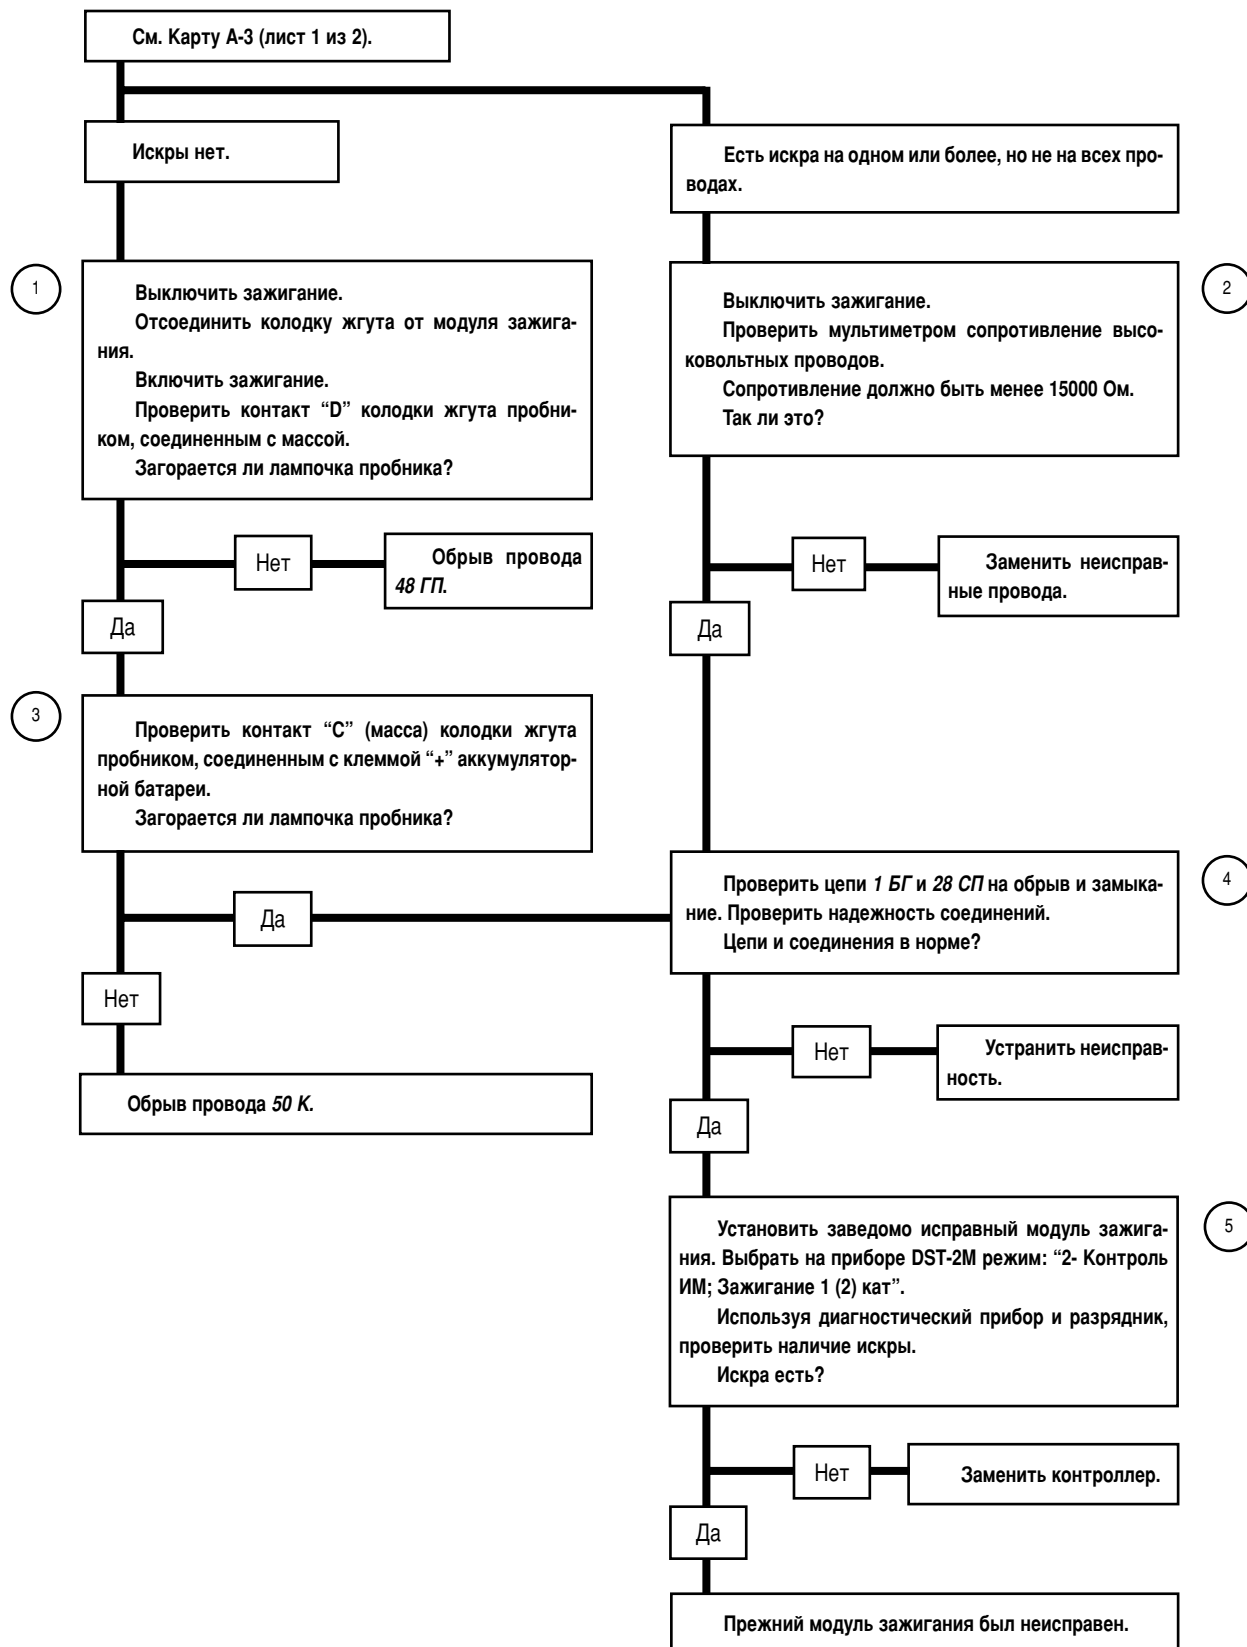 См. Карту А-3 (лист 1 из 2).
Искры нет.
Есть искра на одном или более, но не на всех про-
водах.
1
Выключить зажигание.
Отсоединить колодку жгута от модуля зажига-
ния.
Включить зажигание.
Проверить контакт “D” колодки жгута пробни-
ком, соединенным с массой.
Загорается ли лампочка пробника?
2
Выключить зажигание.
Проверить мультиметром сопротивление высо-
ковольтных проводов.
Сопротивление должно быть менее 15000 Ом.
Так ли это?
Нет
Обрыв провода
48 ГП.
Да
Нет
Заменить неисправ-
ные провода.
Да
3
Проверить контакт “С” (масса) колодки жгута
пробником, соединенным с клеммой “+” аккумулятор-
ной батареи.
Загорается ли лампочка пробника?
Да
Нет
Обрыв провода 50 К.
4
Проверить цепи 1 БГ и 28 СП на обрыв и замыка-
ние. Проверить надежность соединений.
Цепи и соединения в норме?
Нет
Устранить неисправ-
ность.
Да
5
Установить заведомо исправный модуль зажига-
ния. Выбрать на приборе DST-2M режим: “2- Контроль
ИМ; Зажигание 1 (2) кат”.
Используя диагностический прибор и разрядник,
проверить наличие искры.
Искра есть?
Нет
Заменить контроллер.
Да
Прежний модуль зажигания был неисправен.